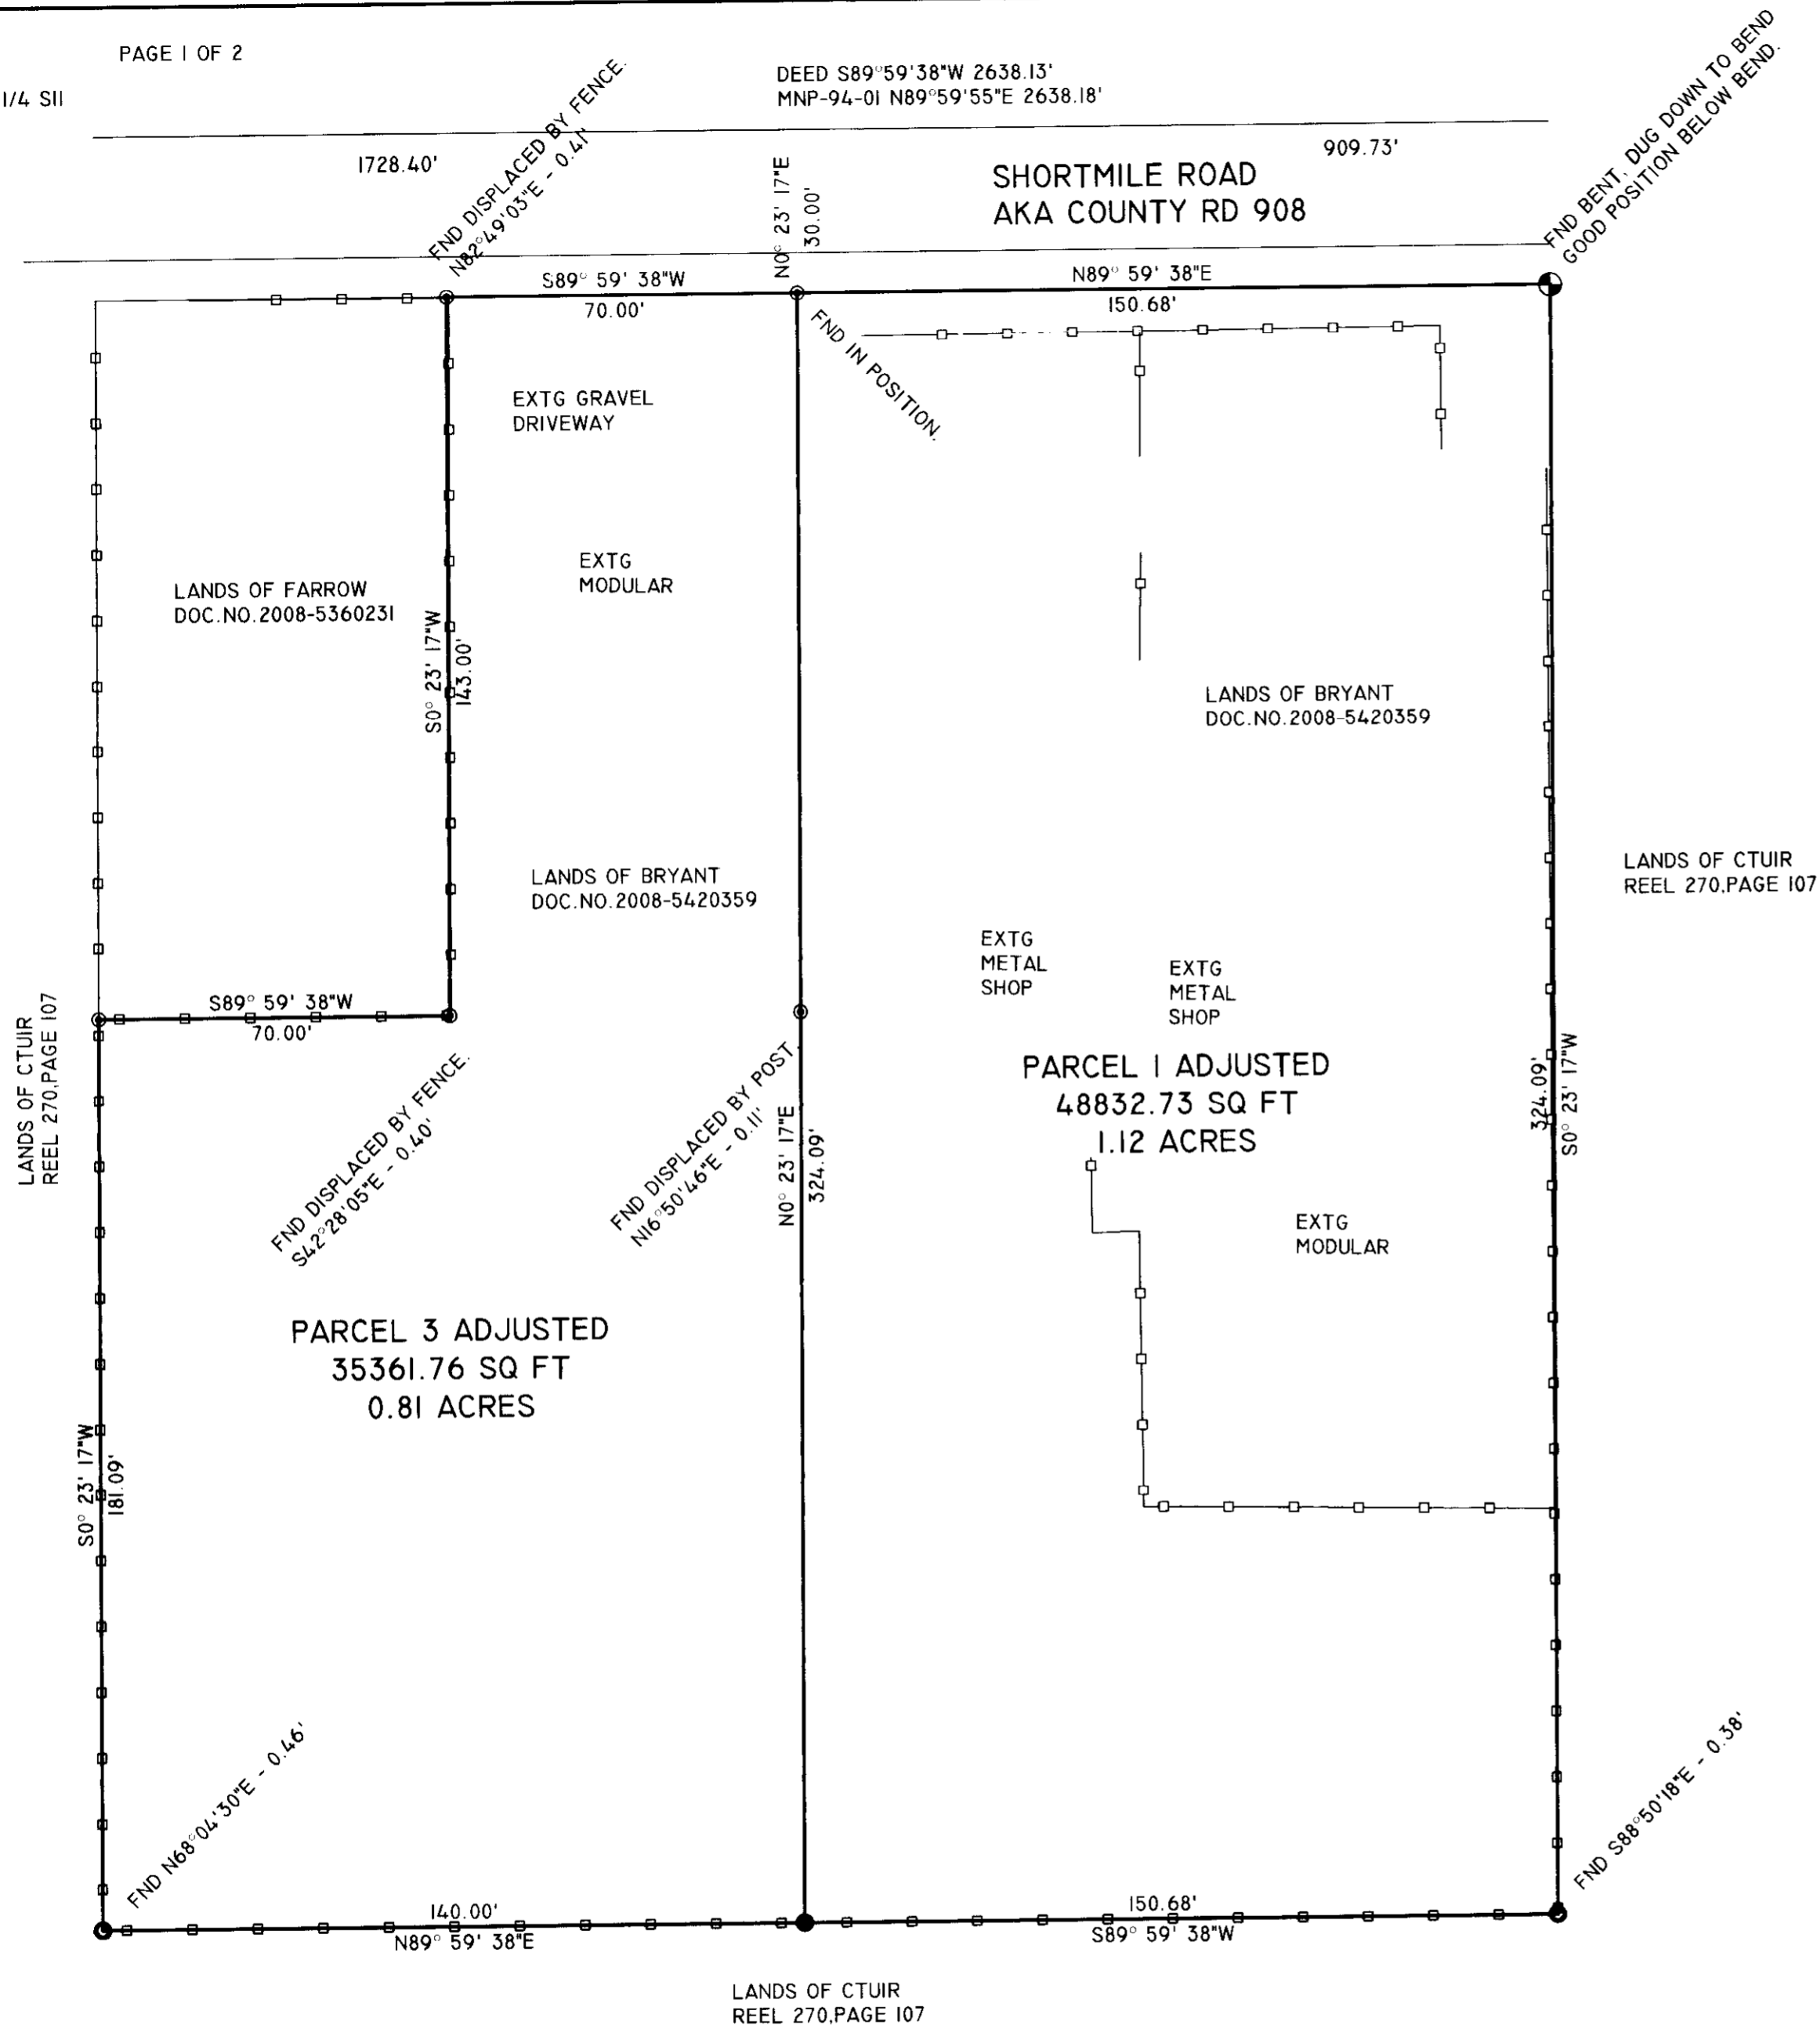 PAGE 1 OF 2
1/4 S11
DEED S89°59'38"W 2638.13'
MNP-94-01 N89°59'55"E 2638.18'
1728.40'
909.73'
FND DISPLACED BY FENCE.
N82°49'03"E - 0.41'
N0° 23' 17"E
30.00'
SHORTMILE ROAD
AKA COUNTY RD 908
FND BENT, DUG DOWN TO BEND
GOOD POSITION BELOW BEND.
S89° 59' 38"W
70.00'
N89° 59' 38"E
150.68'
FND IN POSITION.
EXTG GRAVEL
DRIVEWAY
EXTG
MODULAR
LANDS OF FARROW
DOC.NO.2008-5360231
S0° 23' 17"W
143.00'
LANDS OF BRYANT
DOC.NO.2008-5420359
LANDS OF BRYANT
DOC.NO.2008-5420359
LANDS OF CTUIR
REEL 270,PAGE 107
EXTG
METAL
SHOP
EXTG
METAL
SHOP
LANDS OF CTUIR
REEL 270,PAGE 107
S89° 59' 38"W
70.00'
FND DISPLACED BY FENCE.
S42°28'05"E - 0.40'
FND DISPLACED BY POST.
N16°50'46"E - 0.11'
N0° 23' 17"E
324.09'
PARCEL 1 ADJUSTED
48832.73 SQ FT
1.12 ACRES
324.09'
S0° 23' 17"W
EXTG
MODULAR
PARCEL 3 ADJUSTED
35361.76 SQ FT
0.81 ACRES
S0° 23' 17"W
181.09'
FND N68°04'30"E - 0.46'
FND S88°50'18"E - 0.38'
140.00'
N89° 59' 38"E
150.68'
S89° 59' 38"W
LANDS OF CTUIR
REEL 270,PAGE 107